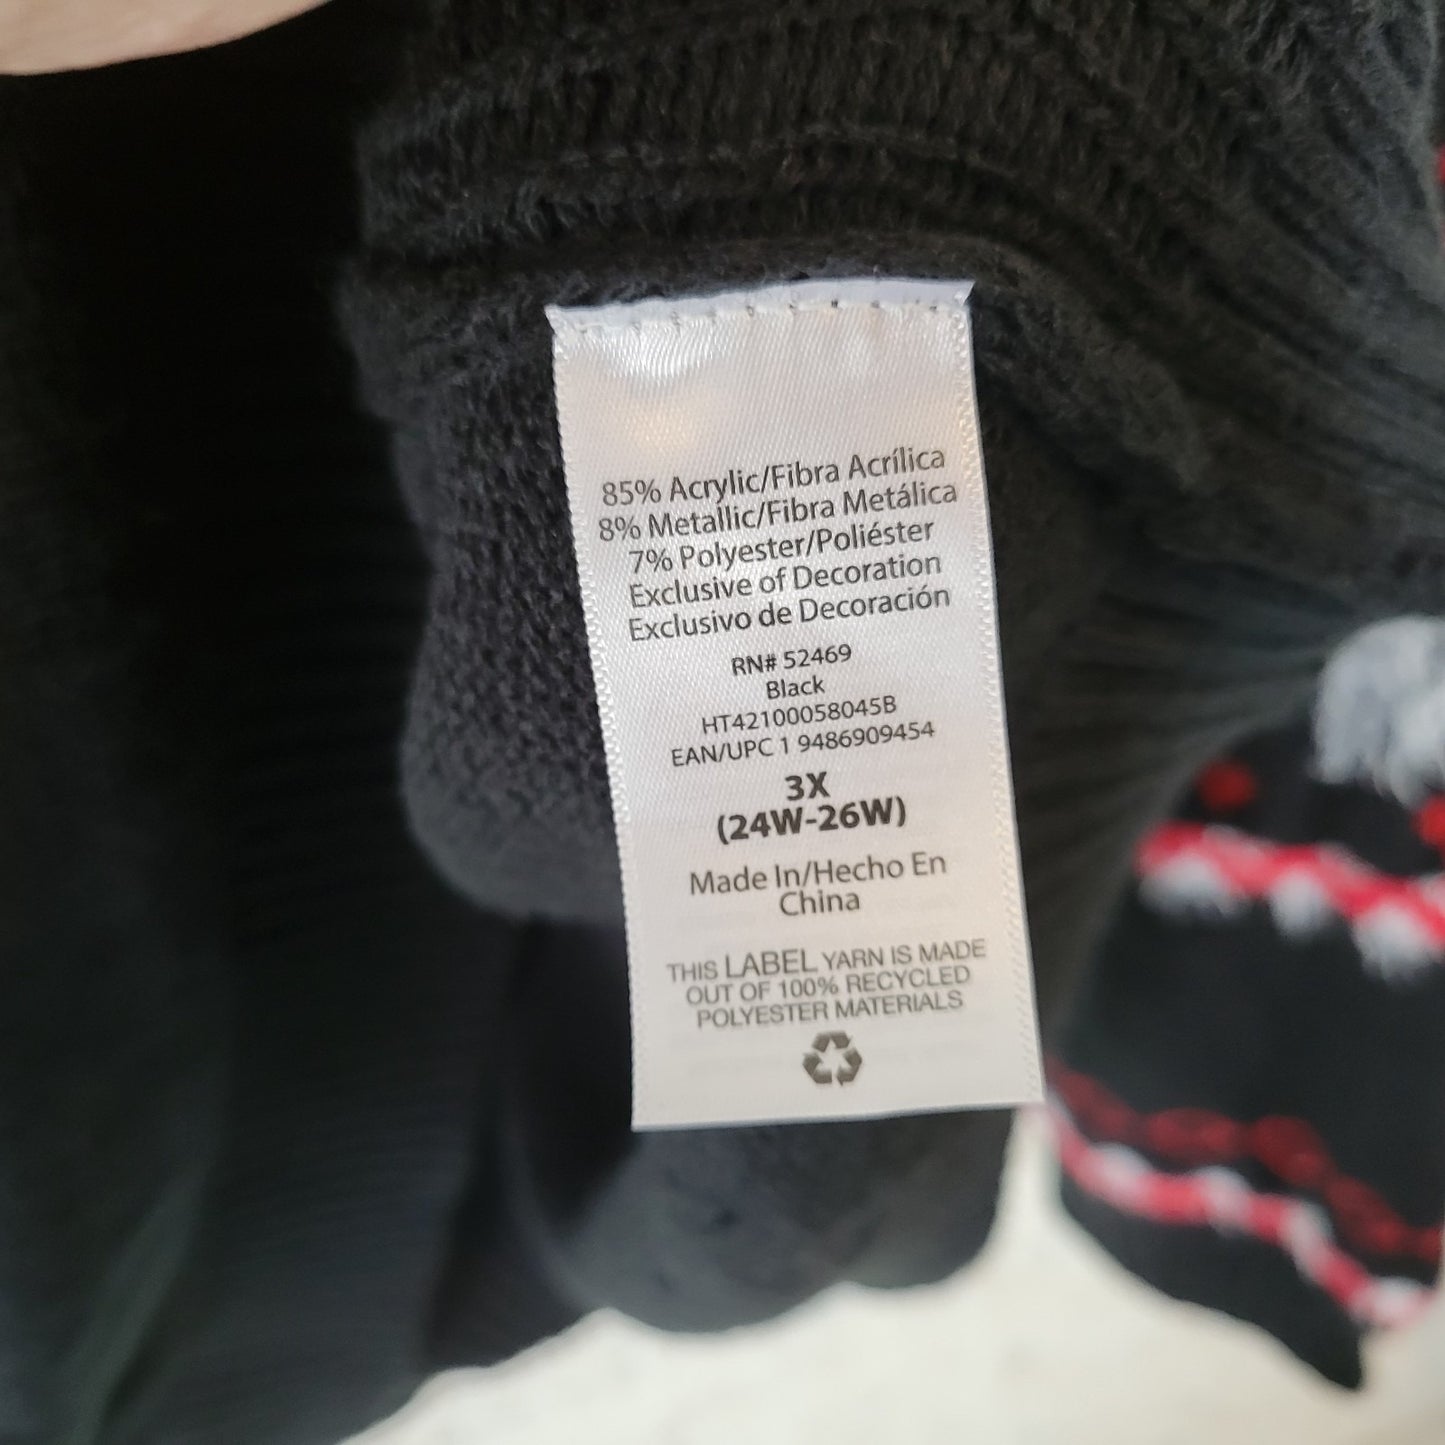 85% Acrylic/Fibra Acrílica
8% Metallic/Fibra Metálica
7% Polyester/Poliéster
Exclusive of Decoration
Exclusivo de Decoración
RN# 52469
Black
HT42100058045B
EAN/UPC 1 9486909454
3X
(24W-26W)
Made In/Hecho En
China
THIS LABEL YARN IS MADE
OUT OF 100% RECYCLED
POLYESTER MATERIALS